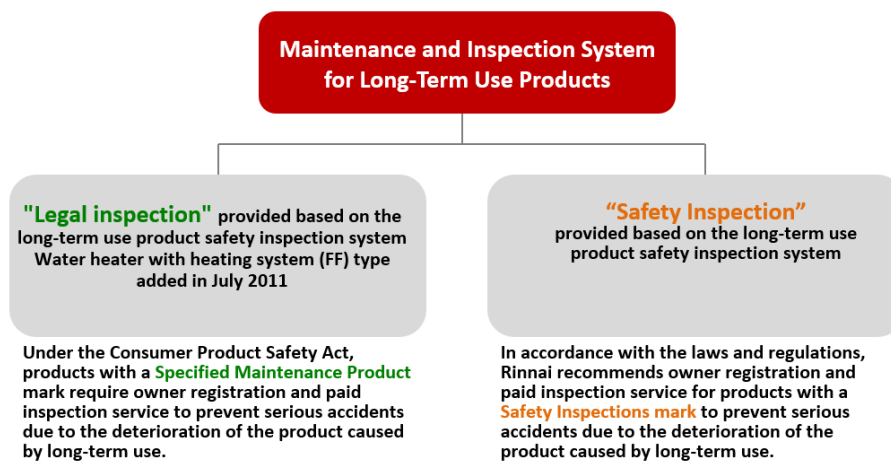 Maintenance and Inspection System
for Long-Term Use Products
"Legal inspection" provided based on the
long-term use product safety inspection system
Water heater with heating system (FF) type
added in July 2011
“Safety Inspection”
provided based on the long-term use
product safety inspection system
Under the Consumer Product Safety Act,
products with a Specified Maintenance Product
mark require owner registration and paid
inspection service to prevent serious accidents
due to the deterioration of the product caused
by long-term use.
In accordance with the laws and regulations,
Rinnai recommends owner registration and
paid inspection service for products with a
Safety Inspections mark to prevent serious
accidents due to the deterioration of the
product caused by long-term use.